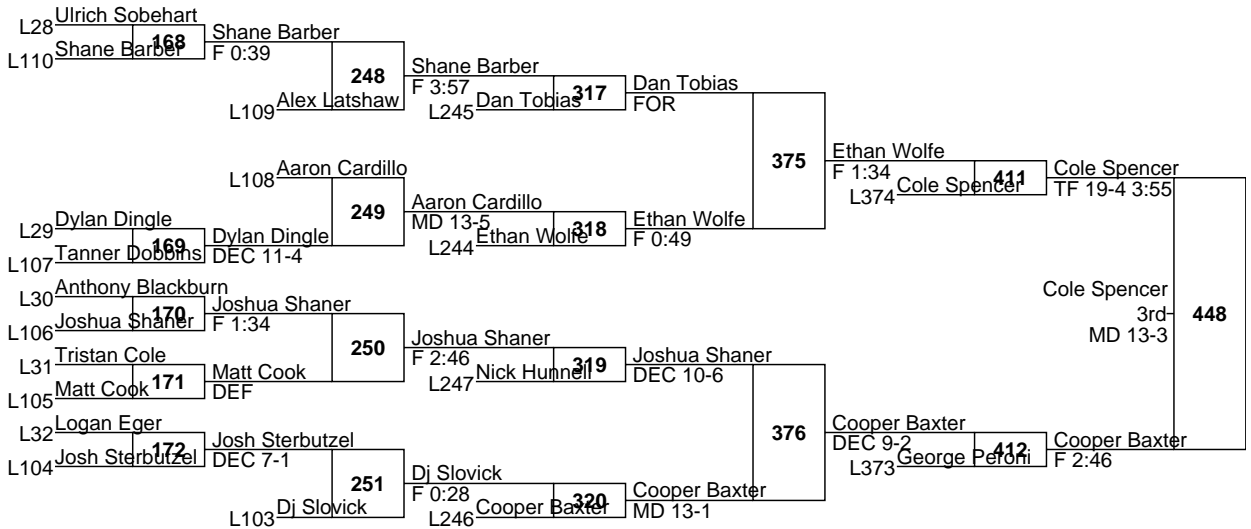 Ulrich Sobehart
L28
168
Shane Barber
L110
Shane Barber
F 0:39
248
Alex Latshaw
L109
Shane Barber
F 3:57
317
Dan Tobias
L245
Dan Tobias
FOR
375
Aaron Cardillo
L108
249
Aaron Cardillo
MD 13-5
318
Ethan Wolfe
L244
Ethan Wolfe
F 0:49
Dylan Dingle
L29
169
Tanner Dobbins
L107
Dylan Dingle
DEC 11-4
Ethan Wolfe
F 1:34
411
Cole Spencer
L374
Cole Spencer
TF 19-4 3:55
Anthony Blackburn
L30
170
Joshua Shaner
L106
Joshua Shaner
F 1:34
250
Tristan Cole
L31
171
Matt Cook
L105
Matt Cook
DEF
Joshua Shaner
F 2:46
319
Nick Hunnell
L247
Joshua Shaner
DEC 10-6
376
Logan Eger
L32
172
Josh Sterbutzel
L104
Josh Sterbutzel
DEC 7-1
251
Dj Slovick
L103
Dj Slovick
F 0:28
320
Cooper Baxter
L246
Cooper Baxter
MD 13-1
Cooper Baxter
DEC 9-2
412
George Peroni
L373
Cooper Baxter
F 2:46
Cole Spencer
3rd
MD 13-3
448